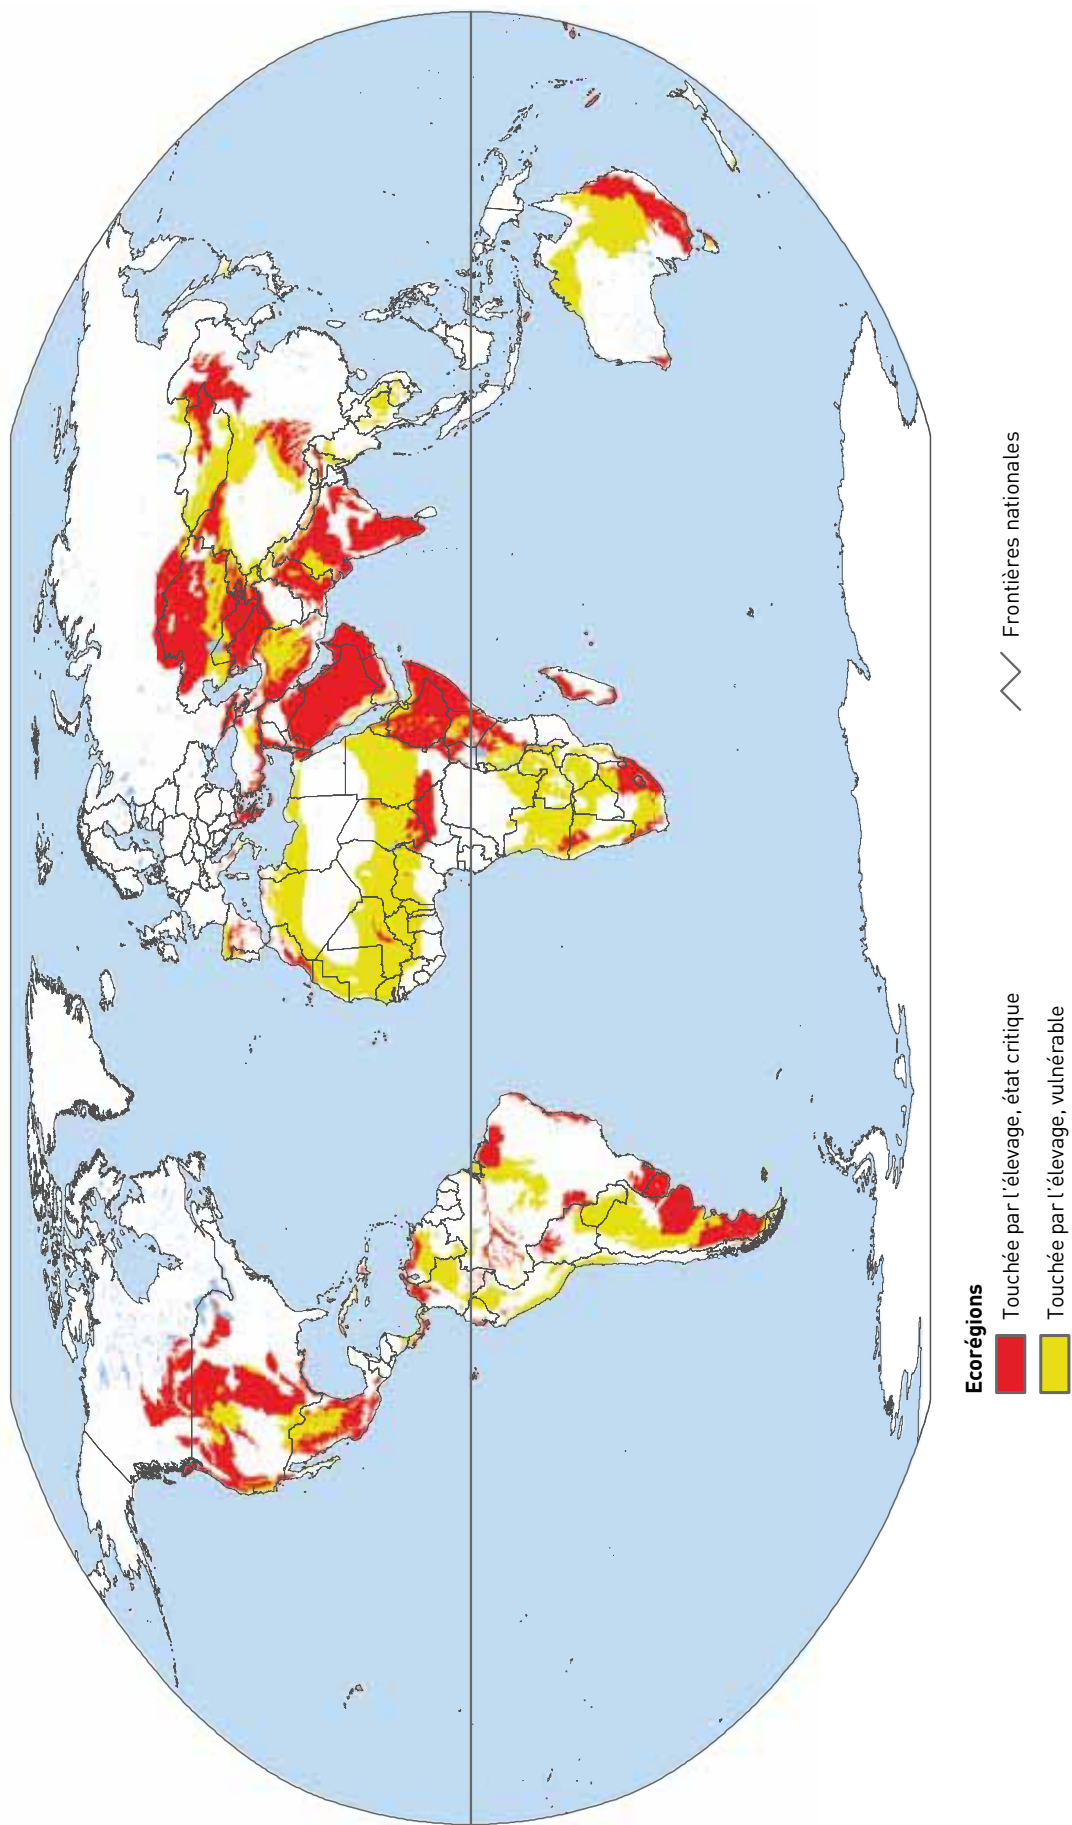 Ecorégions
Touchée par l'élevage, état critique
Touchée par l'élevage, vulnérable
Frontières nationales